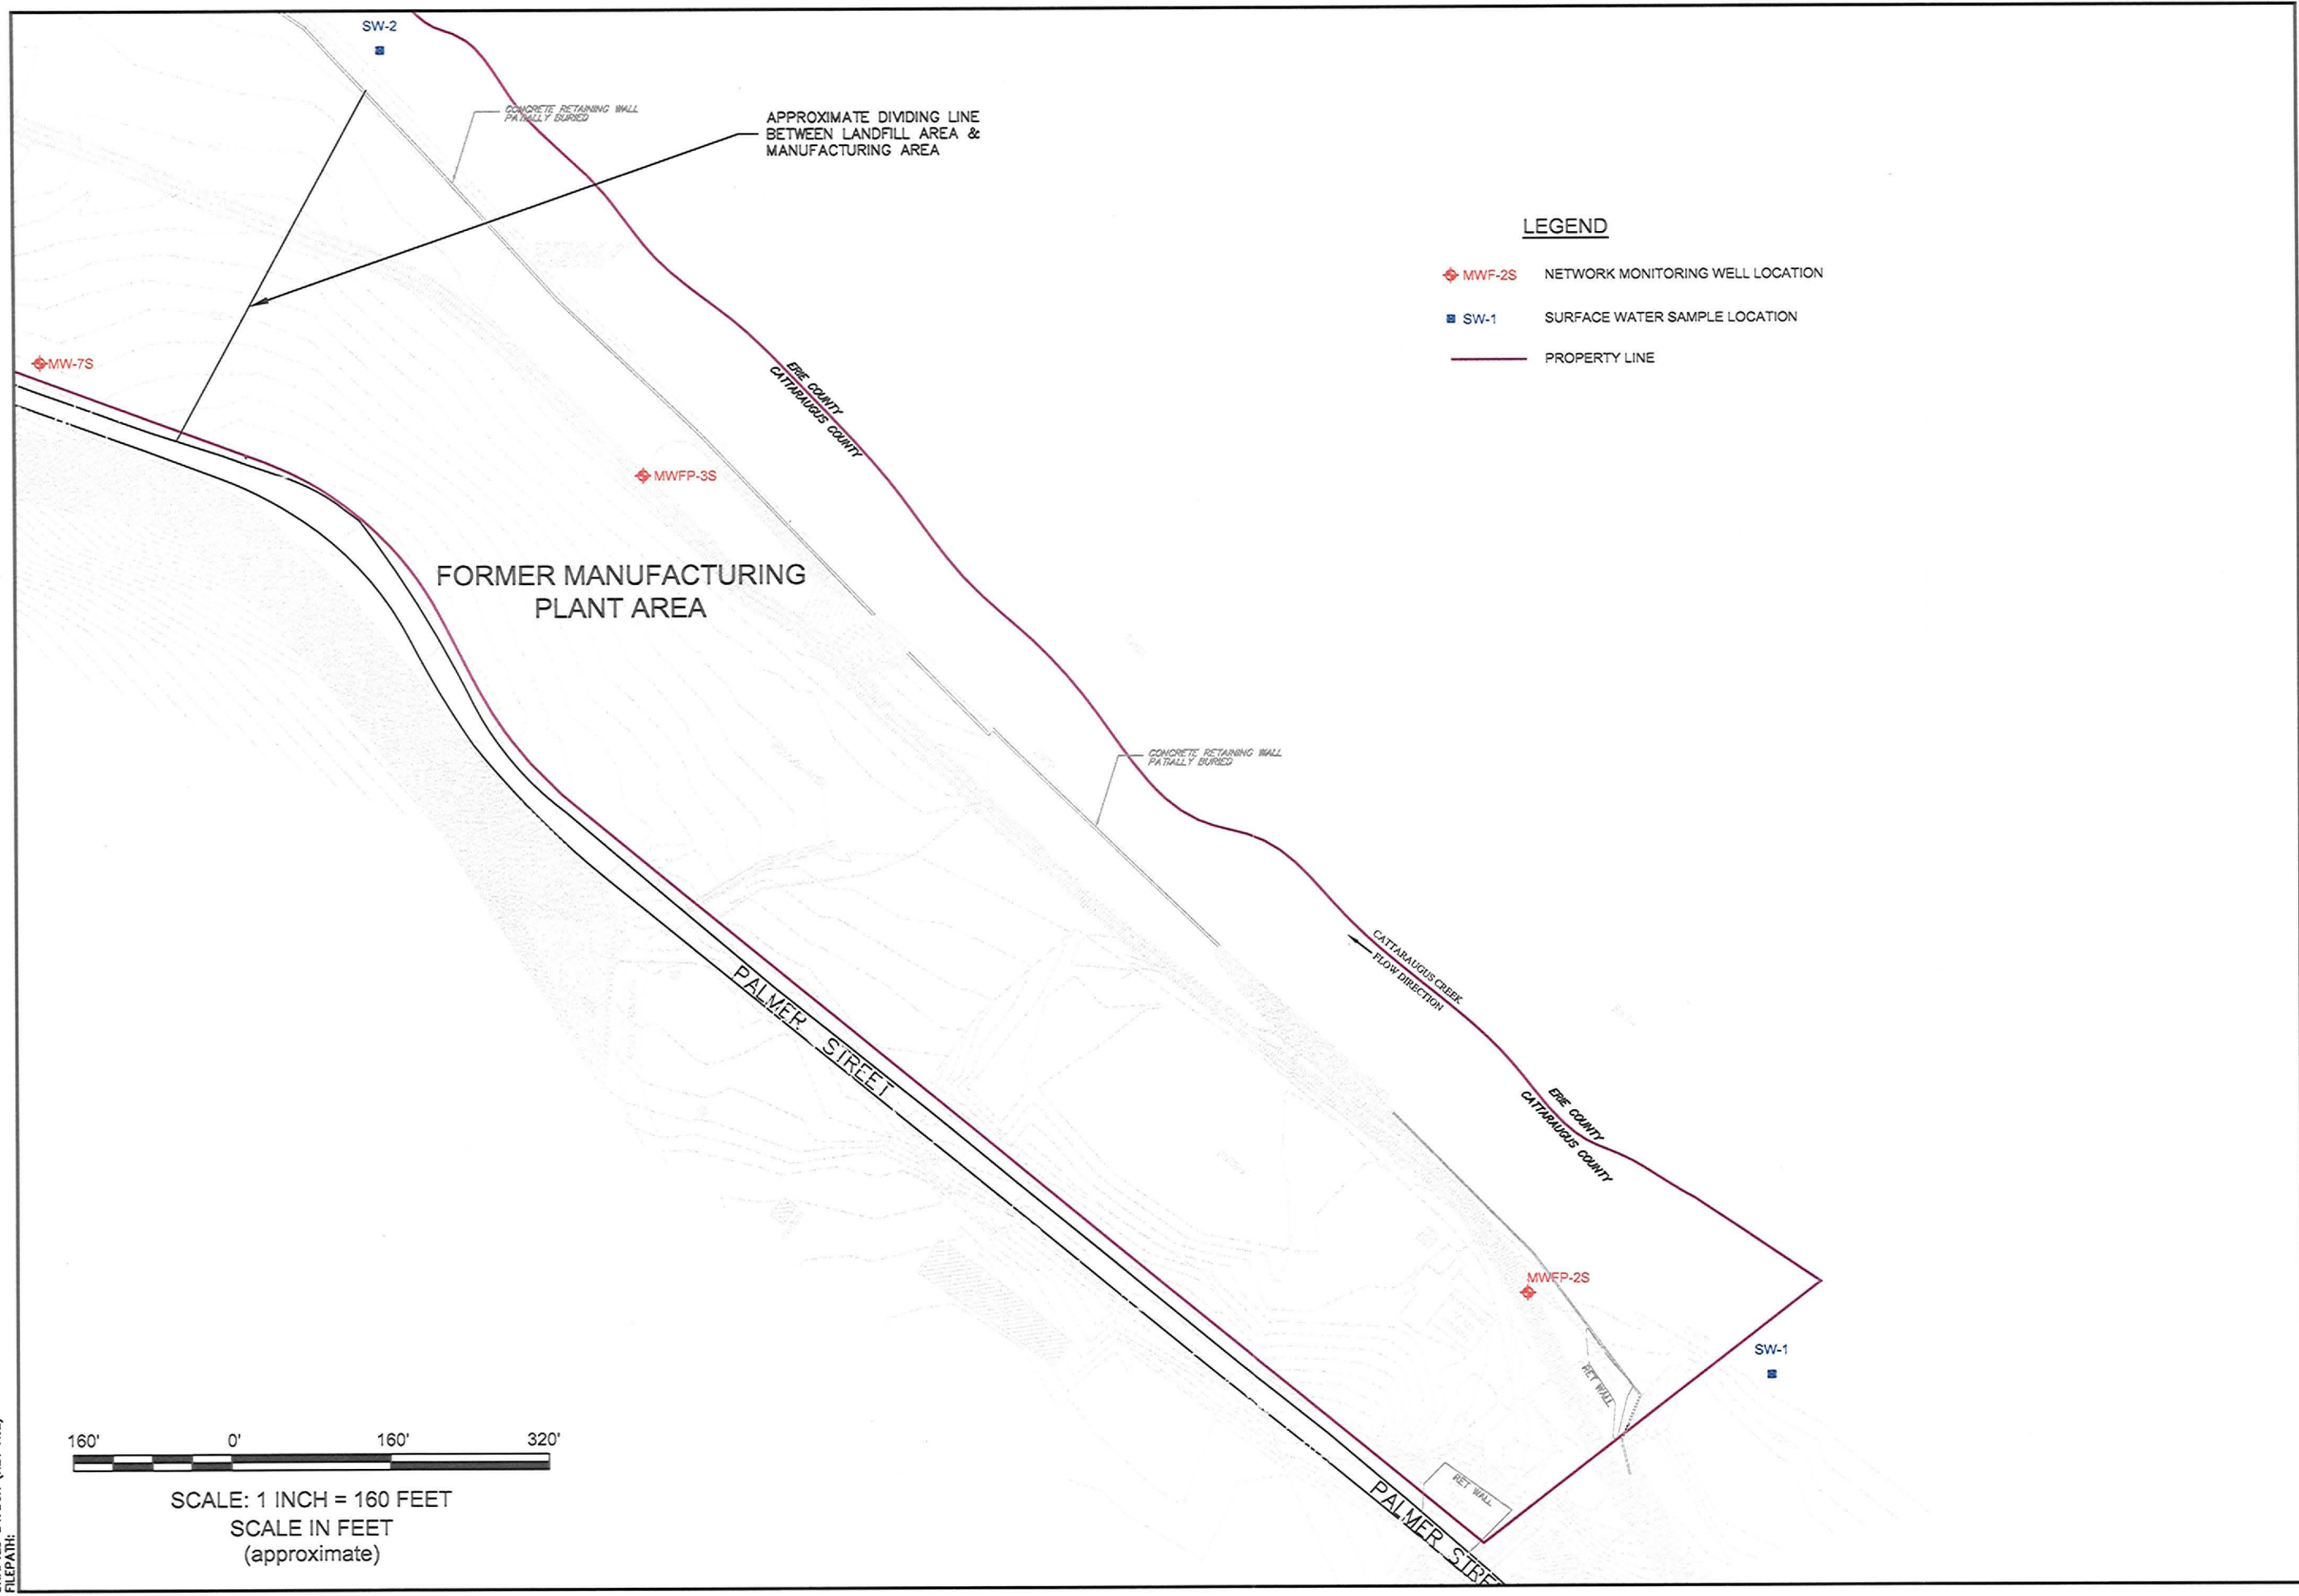 SW-2
CONCRETE RETAINING WALL
PATIALLY BURIED
APPROXIMATE DIVIDING LINE
BETWEEN LANDFILL AREA &
MANUFACTURING AREA
LEGEND
MWF-2S NETWORK MONITORING WELL LOCATION
SW-1 SURFACE WATER SAMPLE LOCATION
PROPERTY LINE
MW-7S
ERIE COUNTY
CATTARAUGUS COUNTY
MWFP-3S
FORMER MANUFACTURING
PLANT AREA
CONCRETE RETAINING WALL
PATIALLY BURIED
CATTARAUGUS CREEK
FLOW DIRECTION
PALMER STREET
ERIE COUNTY
CATTARAUGUS COUNTY
MWFP-2S
SW-1
RET WALL
RET WALL
PALMER STRE
160' 0' 160' 320'
SCALE: 1 INCH = 160 FEET
SCALE IN FEET
(approximate)
FILEPATH: